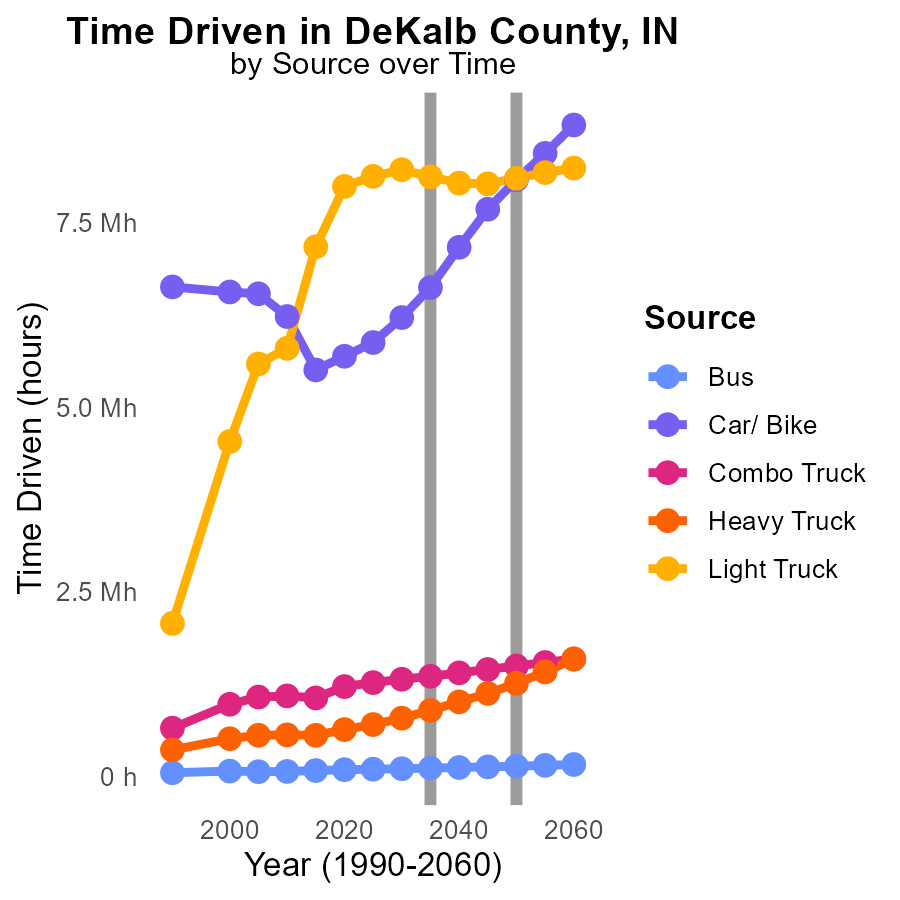 Time Driven in DeKalb County, IN
by Source over Time
Time Driven (hours)
7.5 Mh
5.0 Mh
2.5 Mh
0 h
2000
2020
2040
2060
Year (1990-2060)
Source
Bus
Car/ Bike
Combo Truck
Heavy Truck
Light Truck